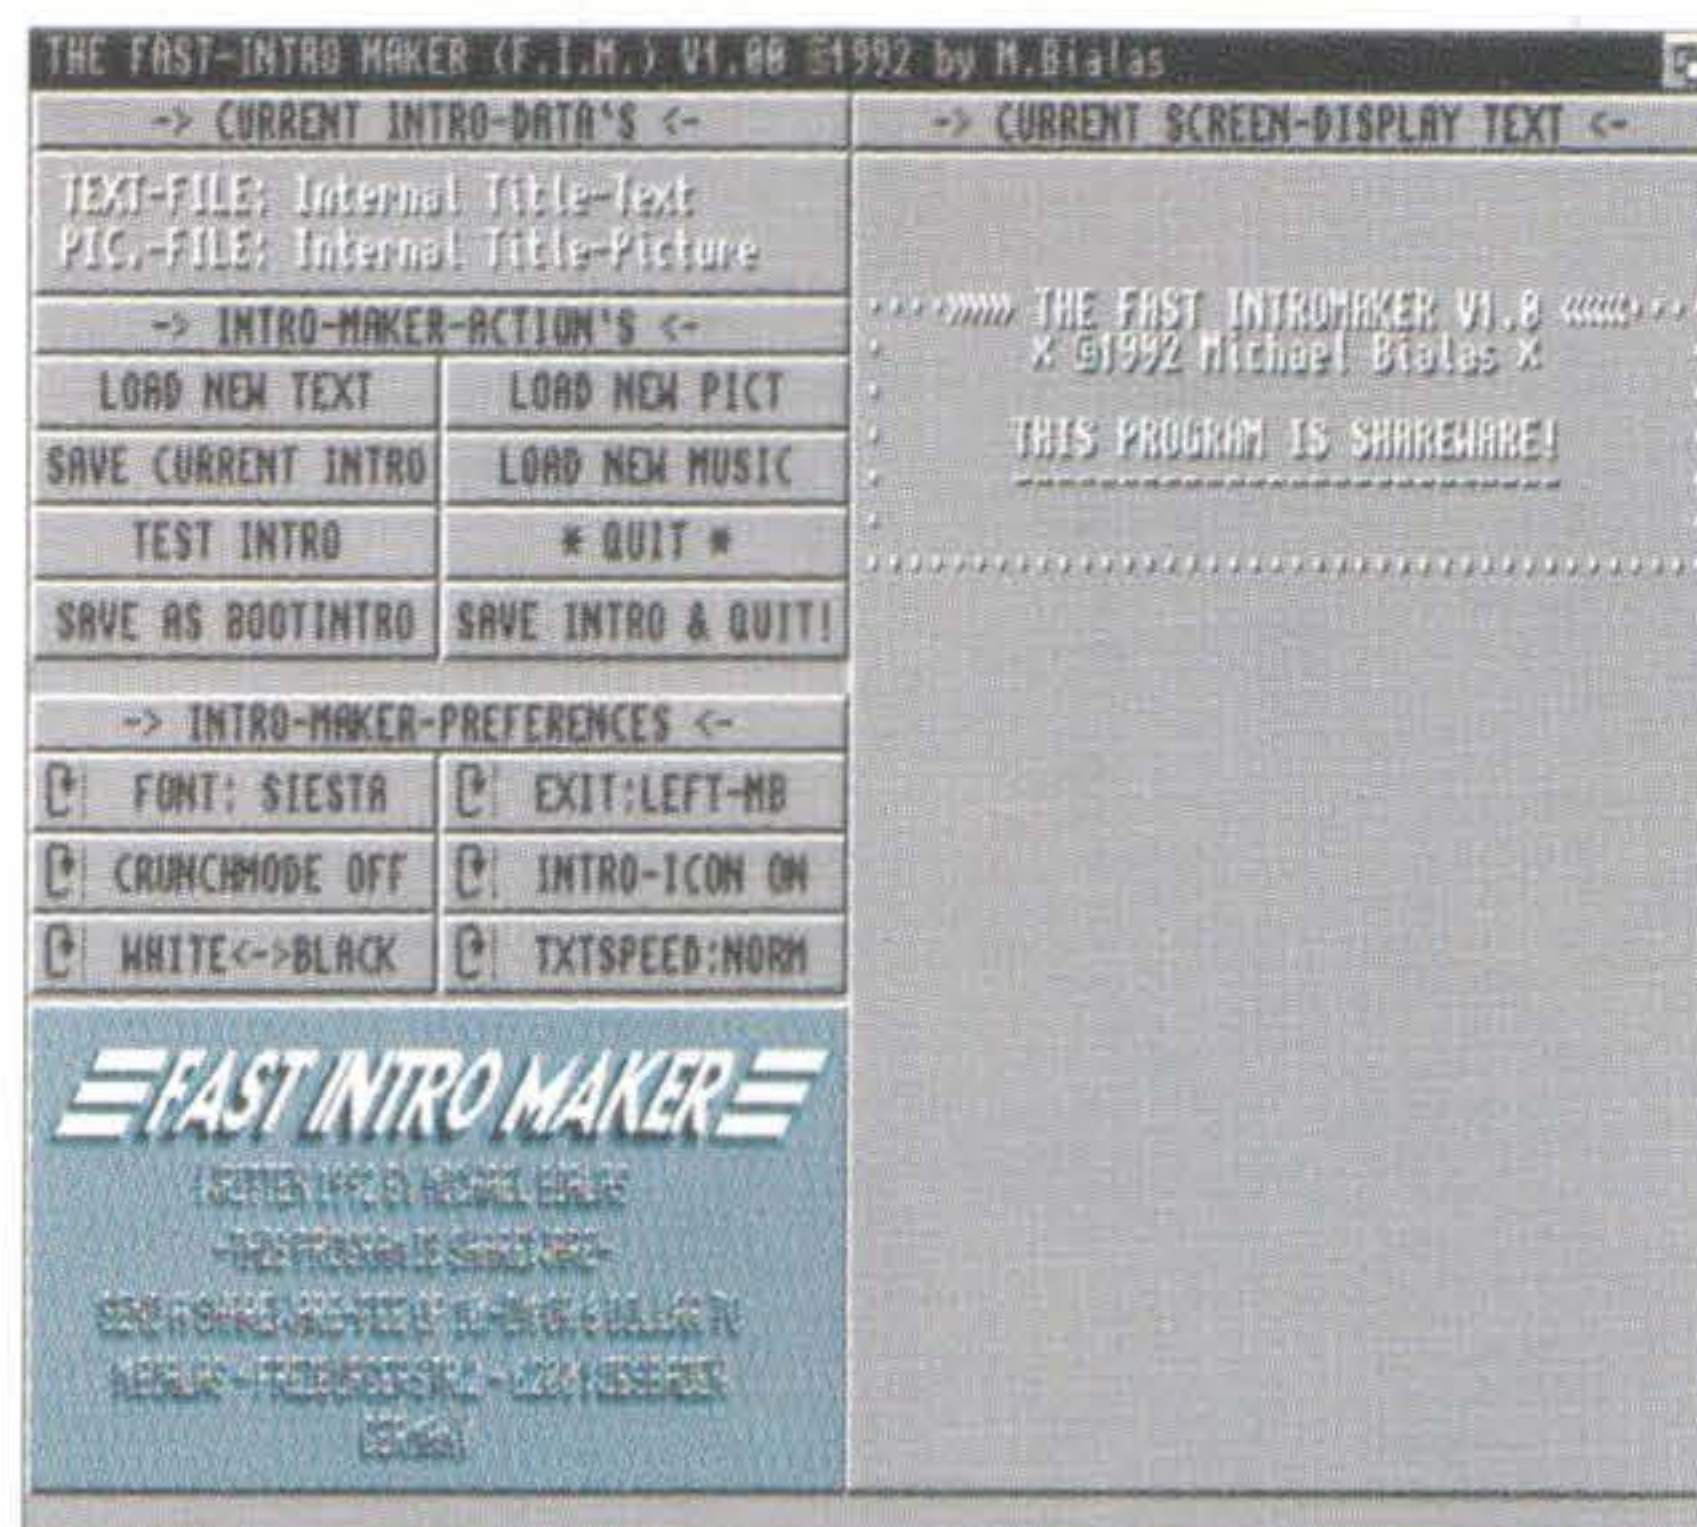 THE FAST-INTRO MAKER (F.I.M.) V1.00 ©1992 by M.Bialas
-> CURRENT INTRO-DATA'S <-
TEXT-FILE: Internal Title-Text
PIC.-FILE: Internal Title-Picture
-> INTRO-MAKER-ACTION'S <-
LOAD NEW TEXT
LOAD NEW PICT
SAVE CURRENT INTRO
LOAD NEW MUSIC
TEST INTRO
* QUIT *
SAVE AS BOOTINTRO
SAVE INTRO & QUIT!
-> INTRO-MAKER-PREFERENCES <-
FONT: SIESTA
EXIT:LEFT-MB
CRUNCHMODE OFF
INTRO-ICON ON
WHITE<->BLACK
TXTSPEED:NORM
FAST INTRO MAKER
-THIS PROGRAM IS SHAREWARE-
-> CURRENT SCREEN-DISPLAY TEXT <-
THE FAST INTROMAKER V1.0
X ©1992 Michael Bialas X
THIS PROGRAM IS SHAREWARE!